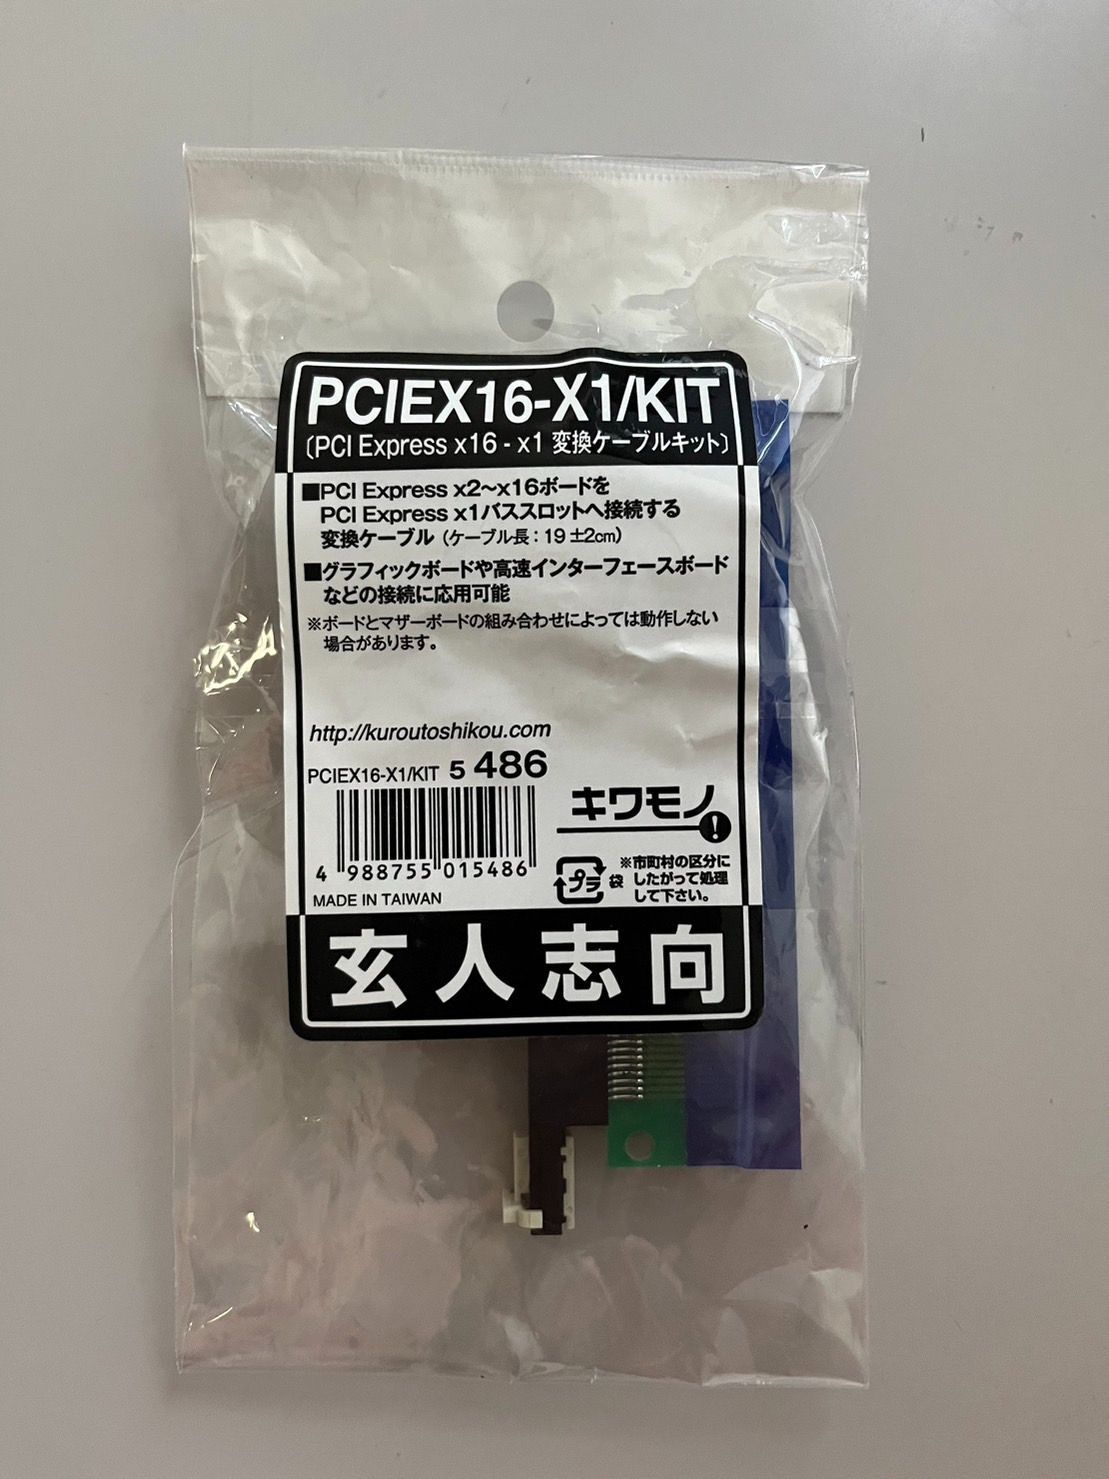 PCIEX16-X1/KIT
〔PCI Express x16 - x1 変換ケーブルキット〕
■PCI Express x2～x16ボードを
PCI Express x1バススロットへ接続する
変換ケーブル（ケーブル長：19 ±2cm）
■グラフィックボードや高速インターフェースボード
などの接続に応用可能
※ボードとマザーボードの組み合わせによっては動作しない
場合があります。
http://kuroutoshikou.com
PCIEX16-X1/KIT 5 486
キワモノ!
4 988755 015486
プラ 袋
※市町村の区分に
したがって処理
して下さい。
MADE IN TAIWAN
玄人志向